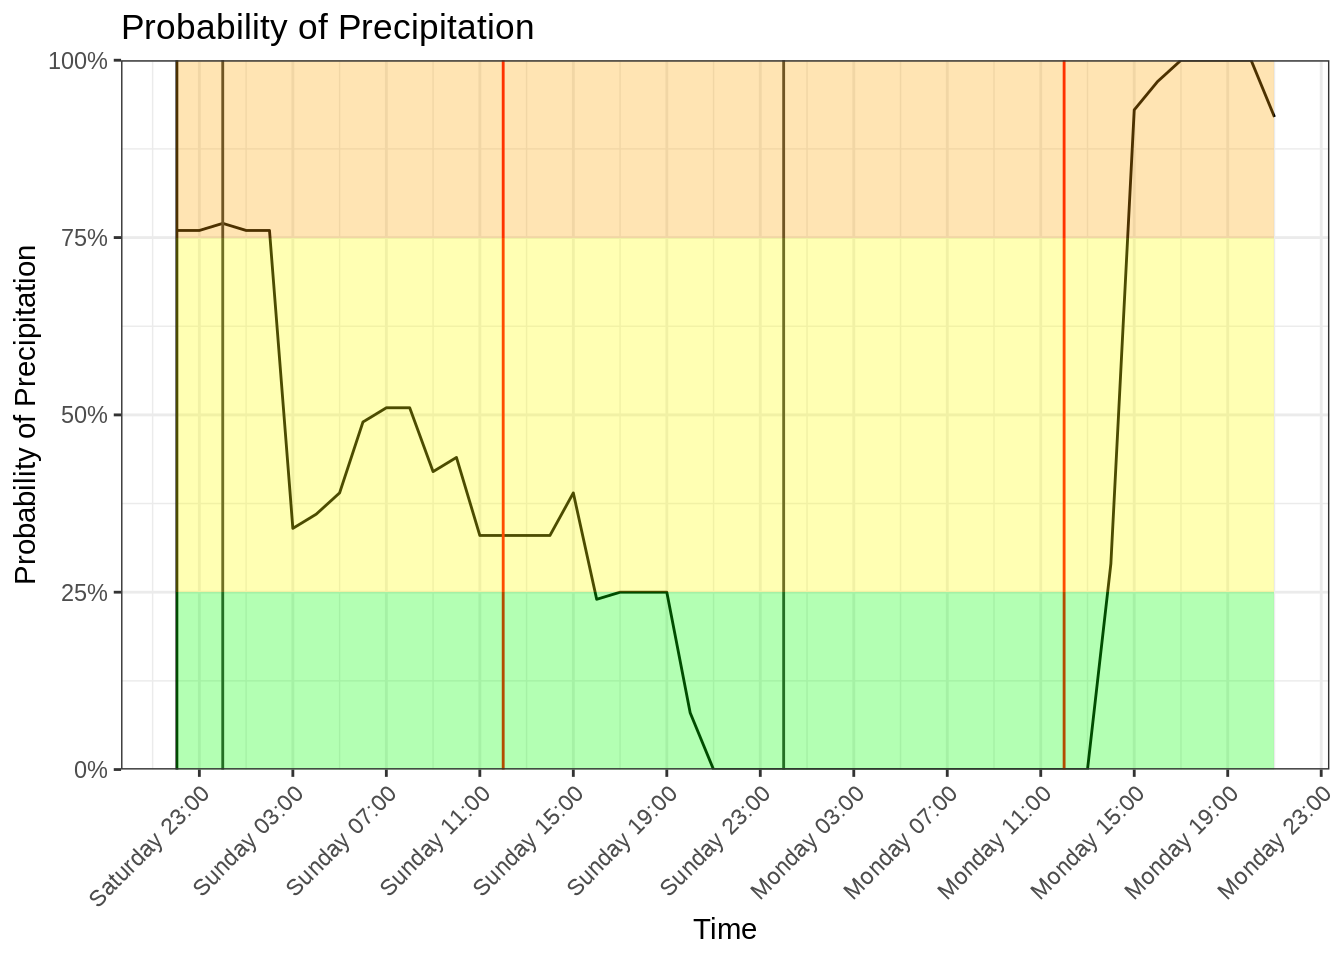 Probability of Precipitation
Probability of Precipitation
100%
75%
50%
25%
0%
Saturday 23:00
Sunday 03:00
Sunday 07:00
Sunday 11:00
Sunday 15:00
Sunday 19:00
Sunday 23:00
Monday 03:00
Monday 07:00
Monday 11:00
Monday 15:00
Monday 19:00
Monday 23:00
Time